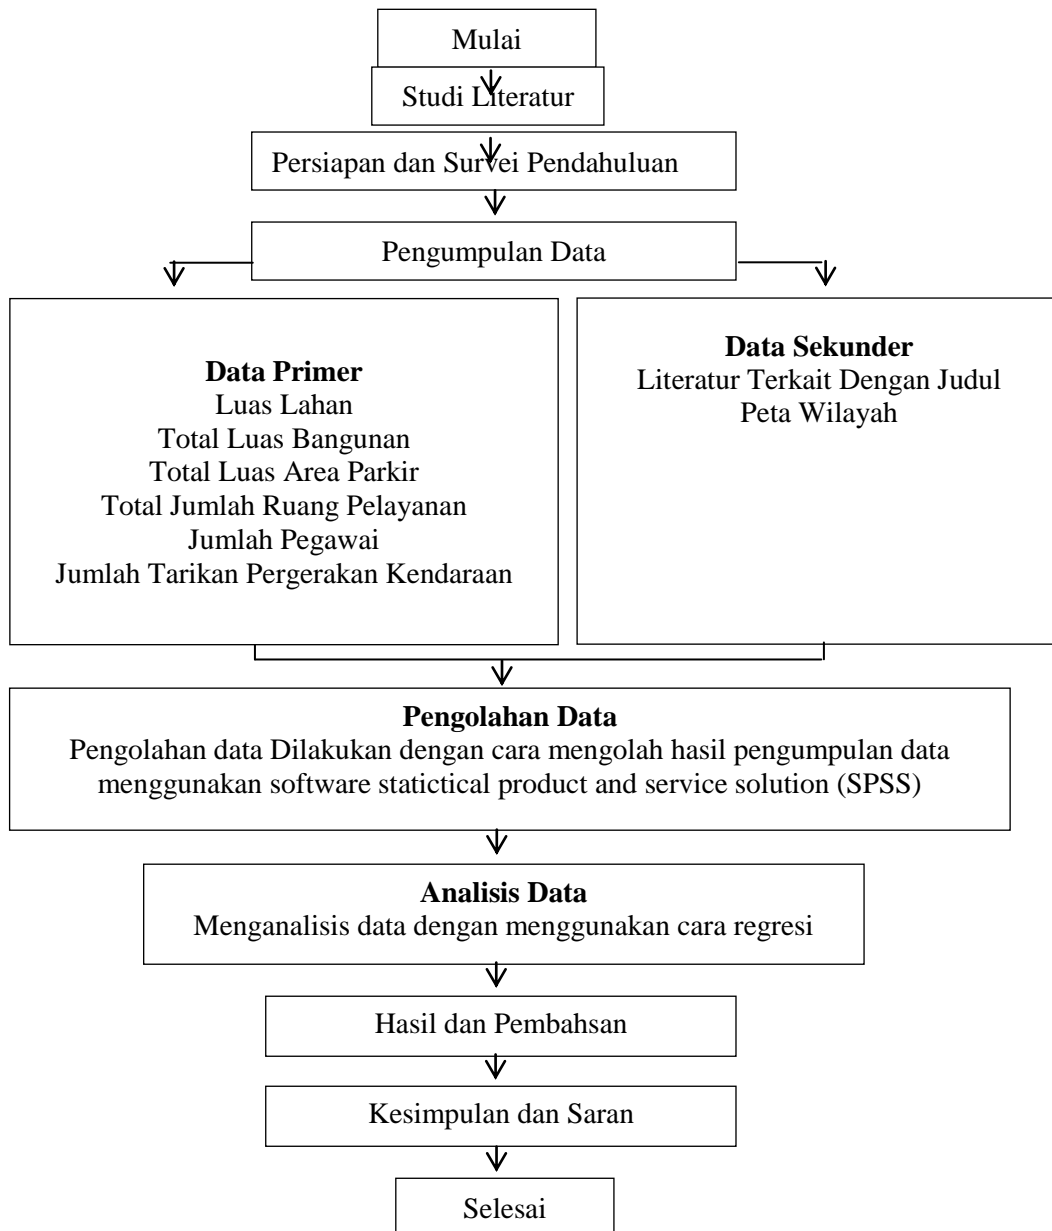 Mulai
Studi Literatur
Persiapan dan Survei Pendahuluan
Pengumpulan Data
Data Primer
Luas Lahan
Total Luas Bangunan
Total Luas Area Parkir
Total Jumlah Ruang Pelayanan
Jumlah Pegawai
Jumlah Tarikan Pergerakan Kendaraan
Data Sekunder
Literatur Terkait Dengan Judul
Peta Wilayah
Pengolahan Data
Pengolahan data Dilakukan dengan cara mengolah hasil pengumpulan data
menggunakan software statictical product and service solution (SPSS)
Analisis Data
Menganalisis data dengan menggunakan cara regresi
Hasil dan Pembahsan
Kesimpulan dan Saran
Selesai